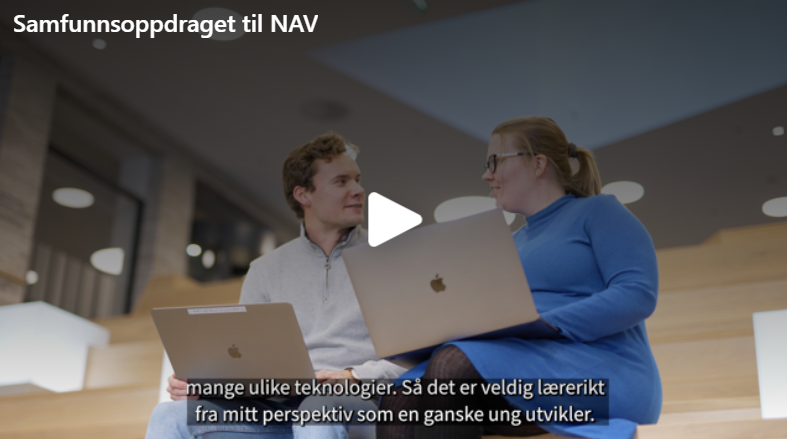 Samfunnsoppdraget til NAV
mange ulike teknologier. Så det er veldig lærerikt
fra mitt perspektiv som en ganske ung utvikler.